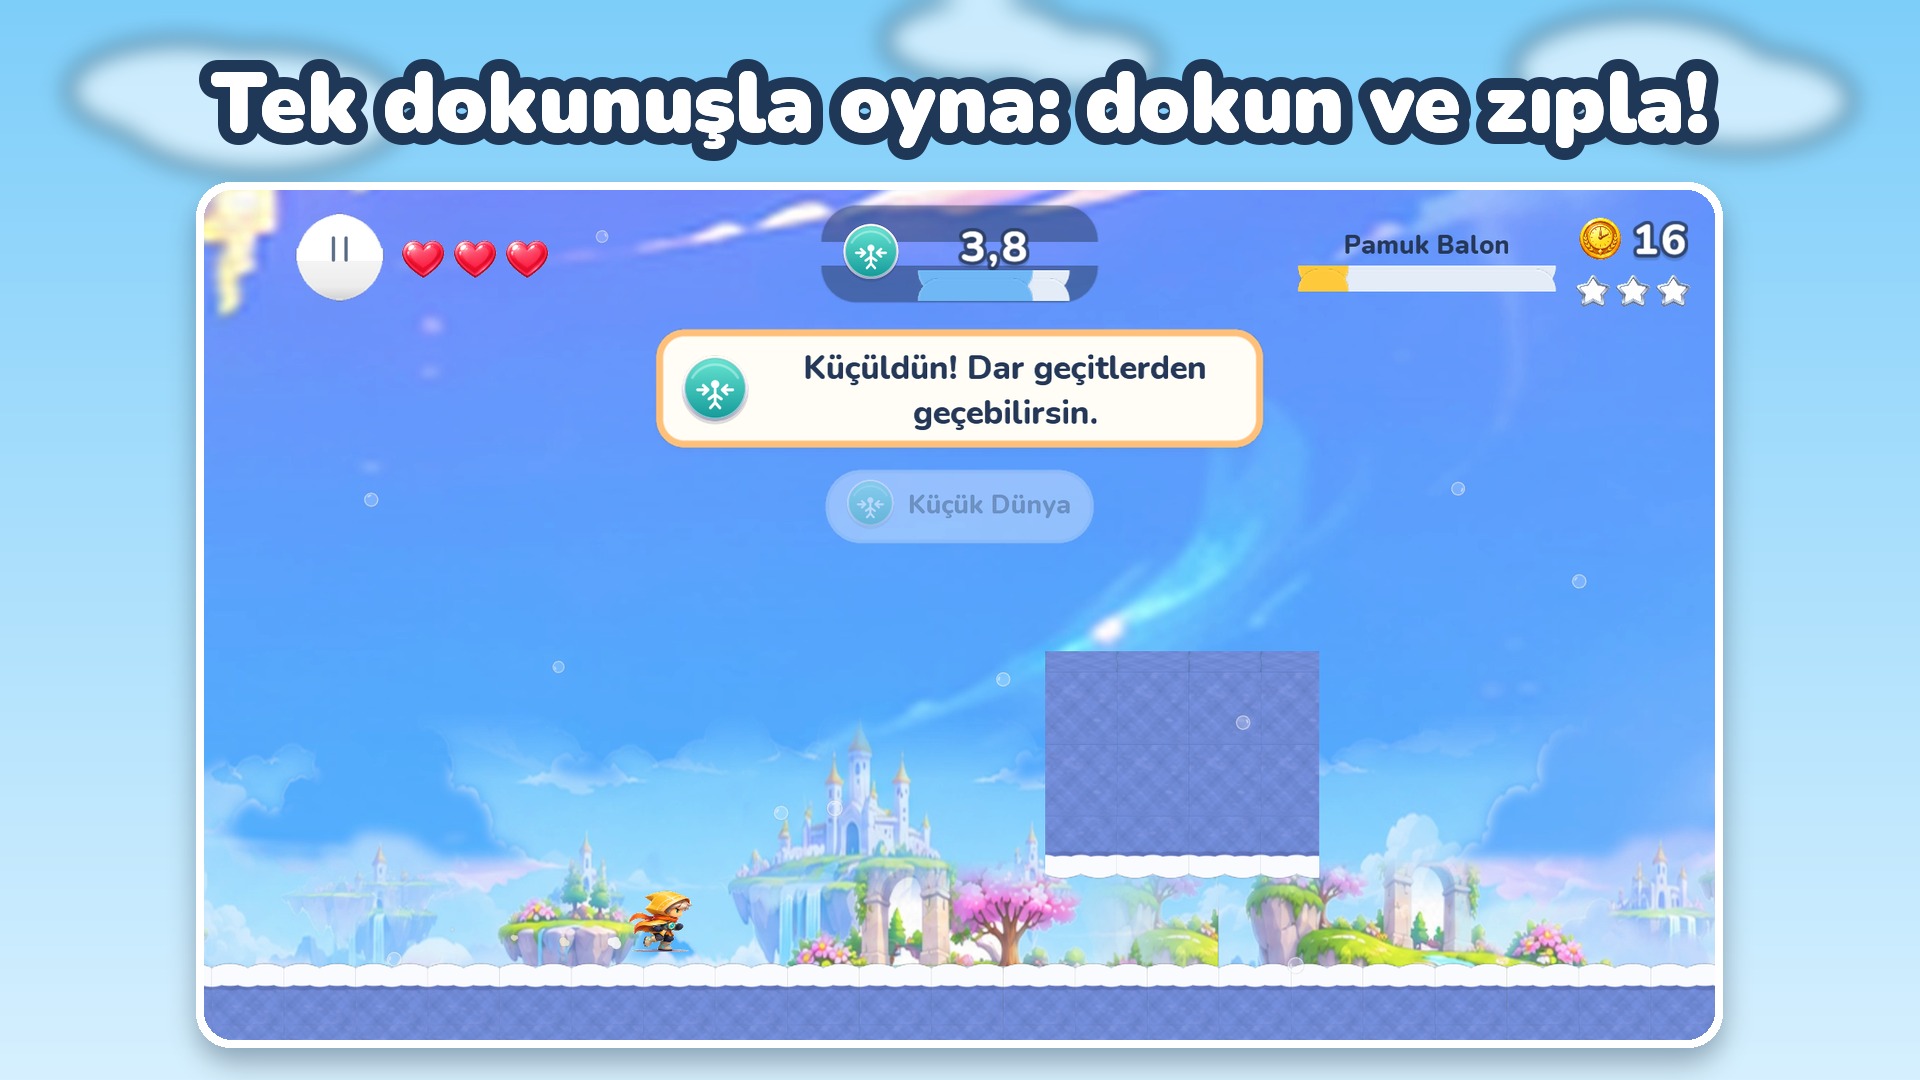 Tek dokunuşla oyna: dokun ve zıpla!
3,8
Pamuk Balon
16
Küçüldün! Dar geçitlerden
geçebilirsin.
Küçük Dünya